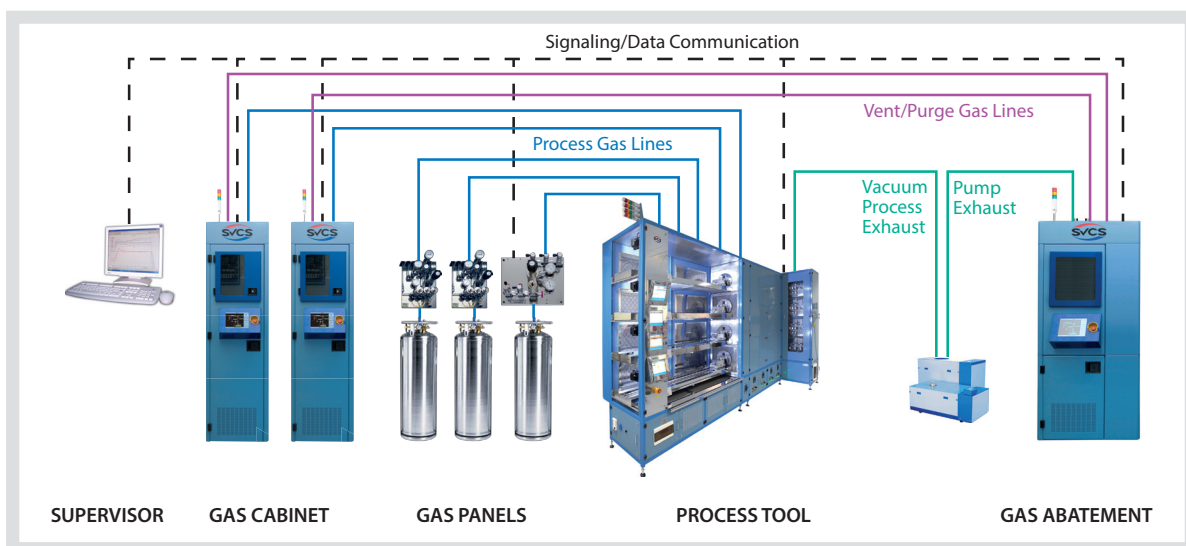 Signaling/Data Communication
Vent/Purge Gas Lines
Process Gas Lines
Vacuum
Process
Exhaust
Pump
Exhaust
SVCS
SVCS
SVCS
SUPERVISOR
GAS CABINET
GAS PANELS
PROCESS TOOL
GAS ABATEMENT